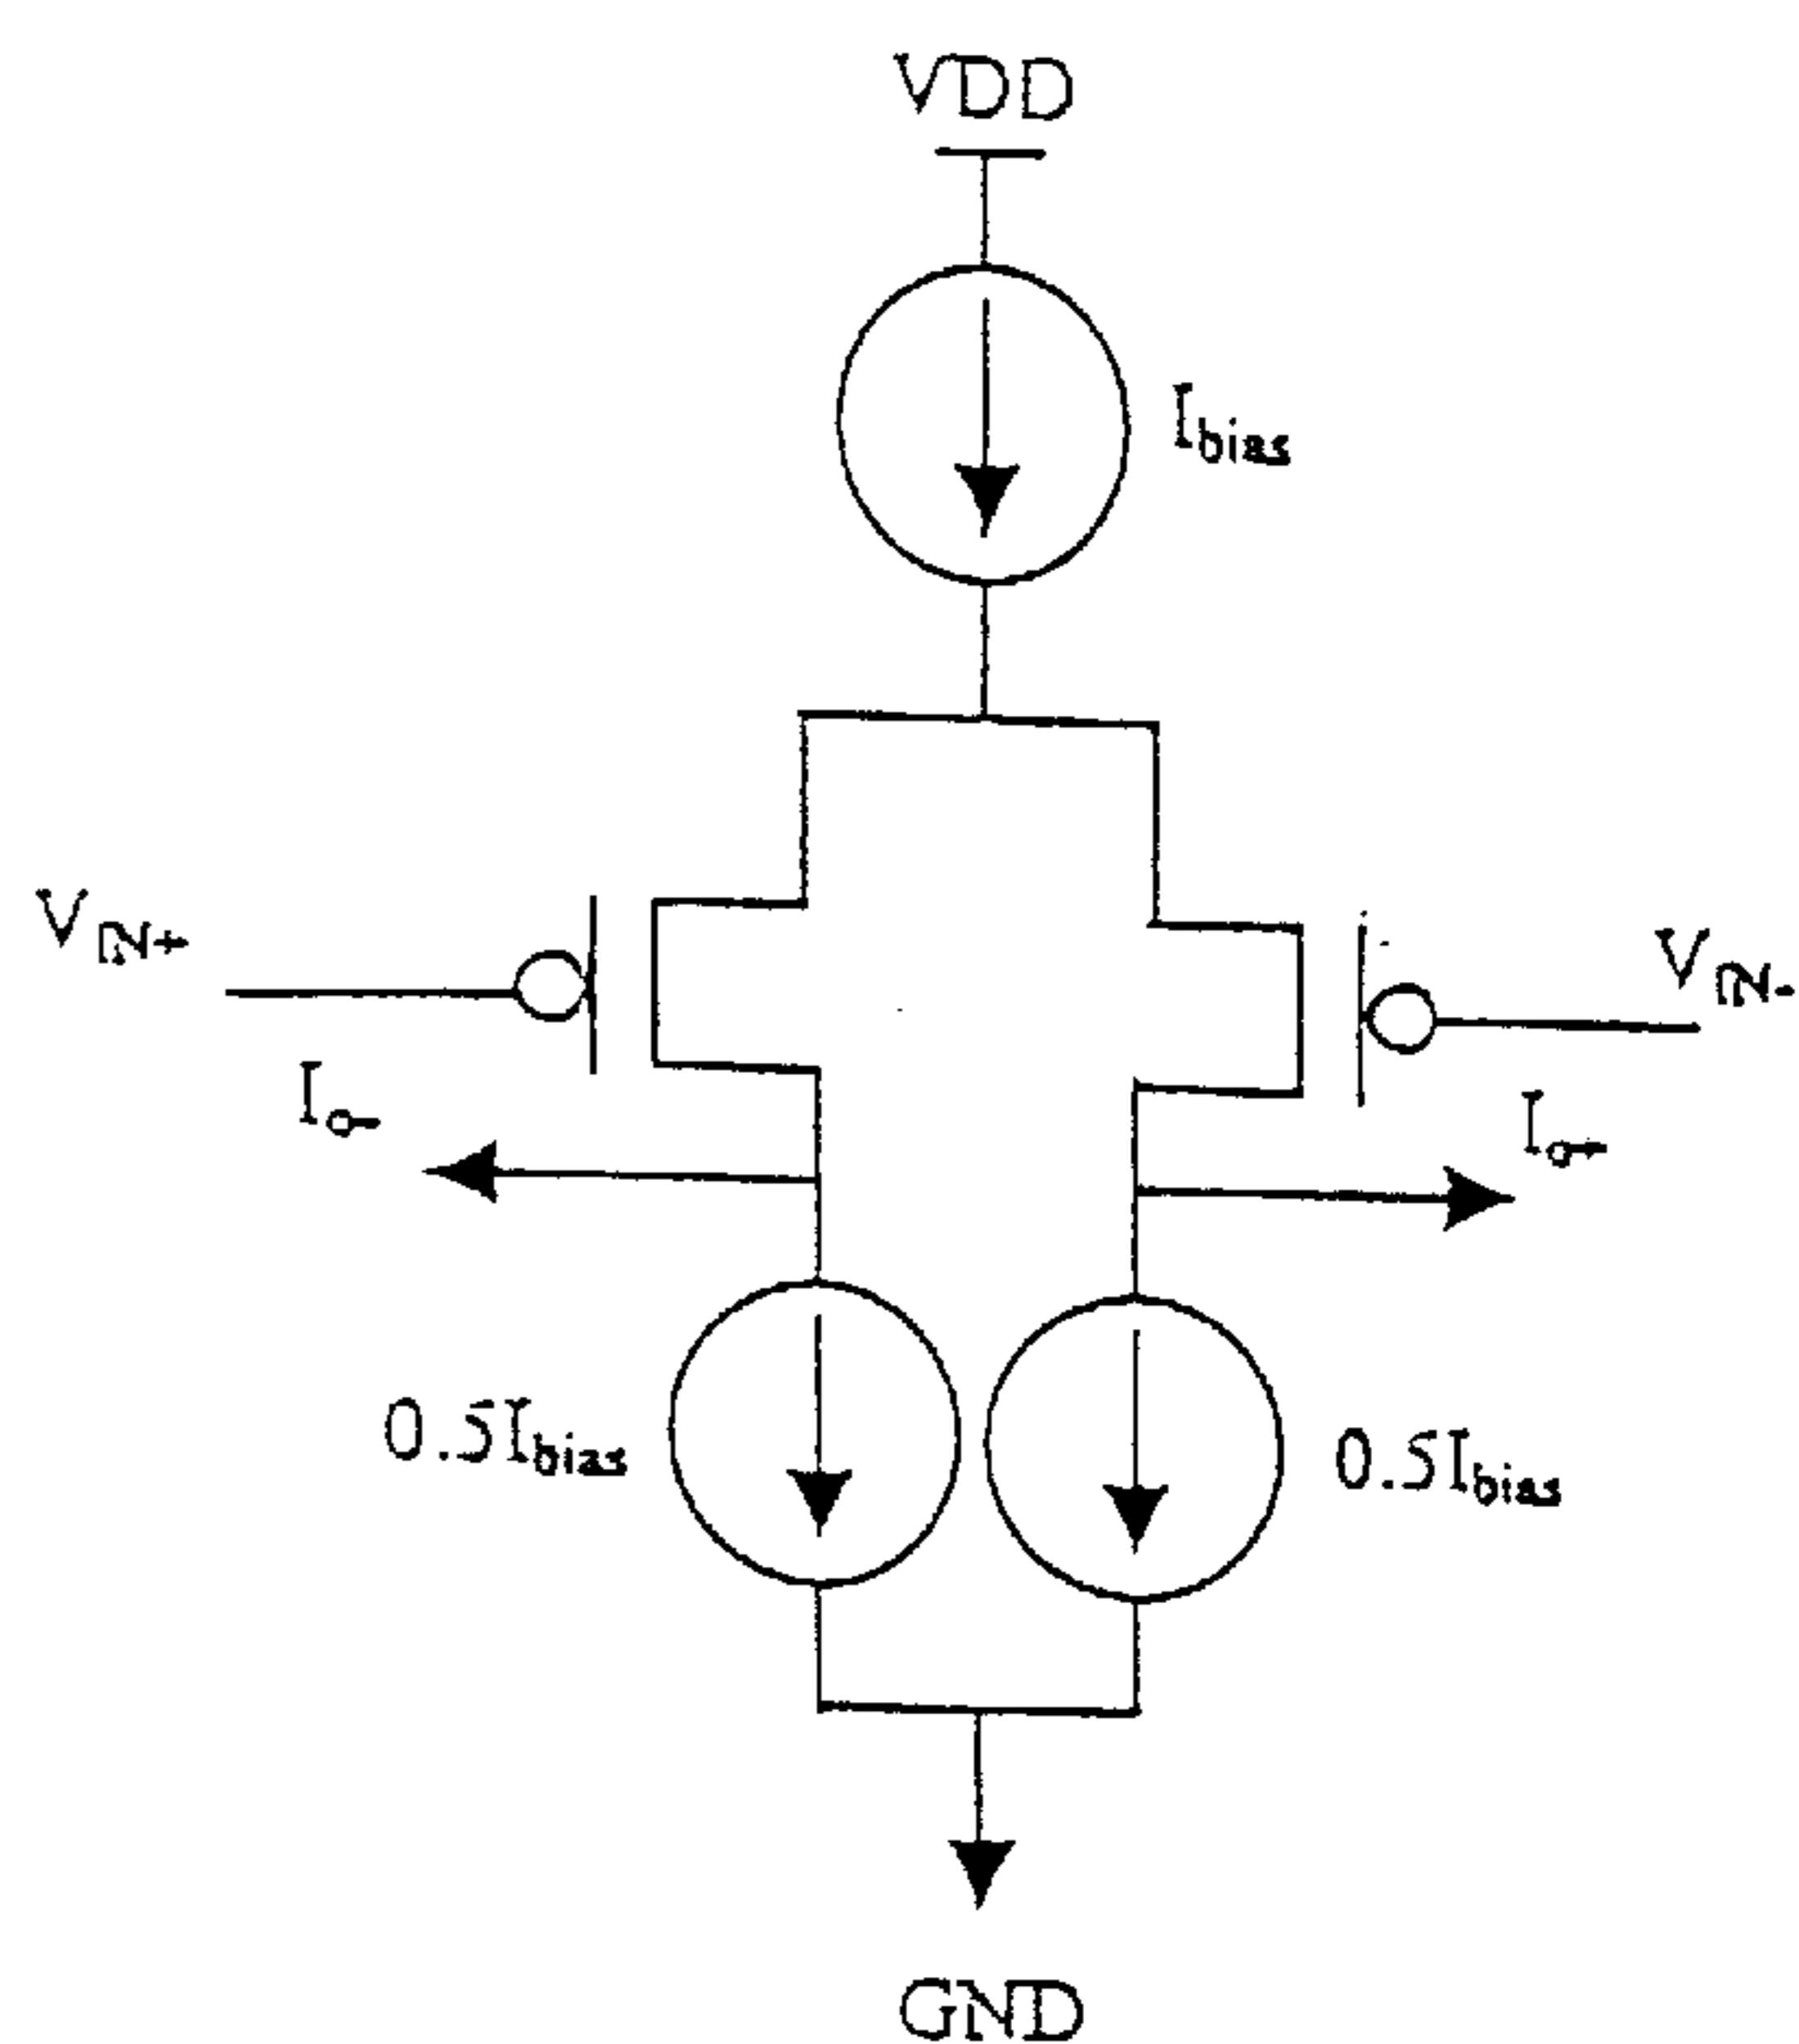 VDD
Ibias
VIN+
VIN-
Io-
Io+
0.5Ibias
0.5Ibias
GND